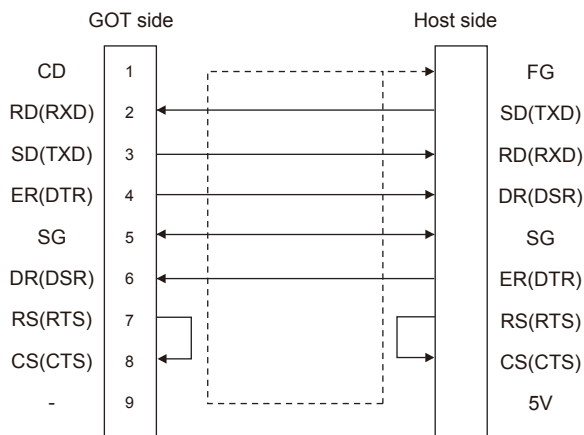 GOT side Host side
CD 1 FG
RD(RXD) 2 SD(TXD)
SD(TXD) 3 RD(RXD)
ER(DTR) 4 DR(DSR)
SG 5 SG
DR(DSR) 6 ER(DTR)
RS(RTS) 7 RS(RTS)
CS(CTS) 8 CS(CTS)
- 9 5V